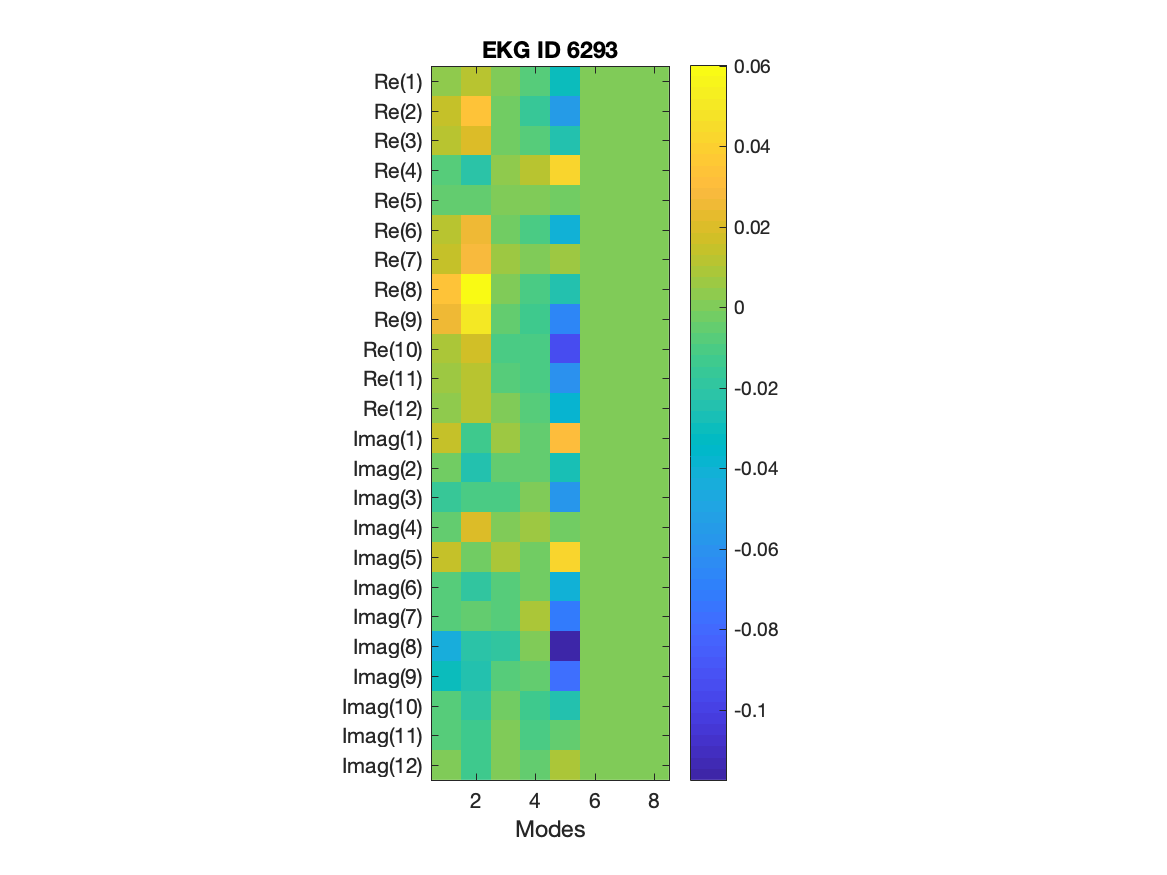 EKG ID 6293
Re(1)
Re(2)
Re(3)
Re(4)
Re(5)
Re(6)
Re(7)
Re(8)
Re(9)
Re(10)
Re(11)
Re(12)
Imag(1)
Imag(2)
Imag(3)
Imag(4)
Imag(5)
Imag(6)
Imag(7)
Imag(8)
Imag(9)
Imag(10)
Imag(11)
Imag(12)
2 4 6 8
Modes
0.06
0.04
0.02
0
-0.02
-0.04
-0.06
-0.08
-0.1